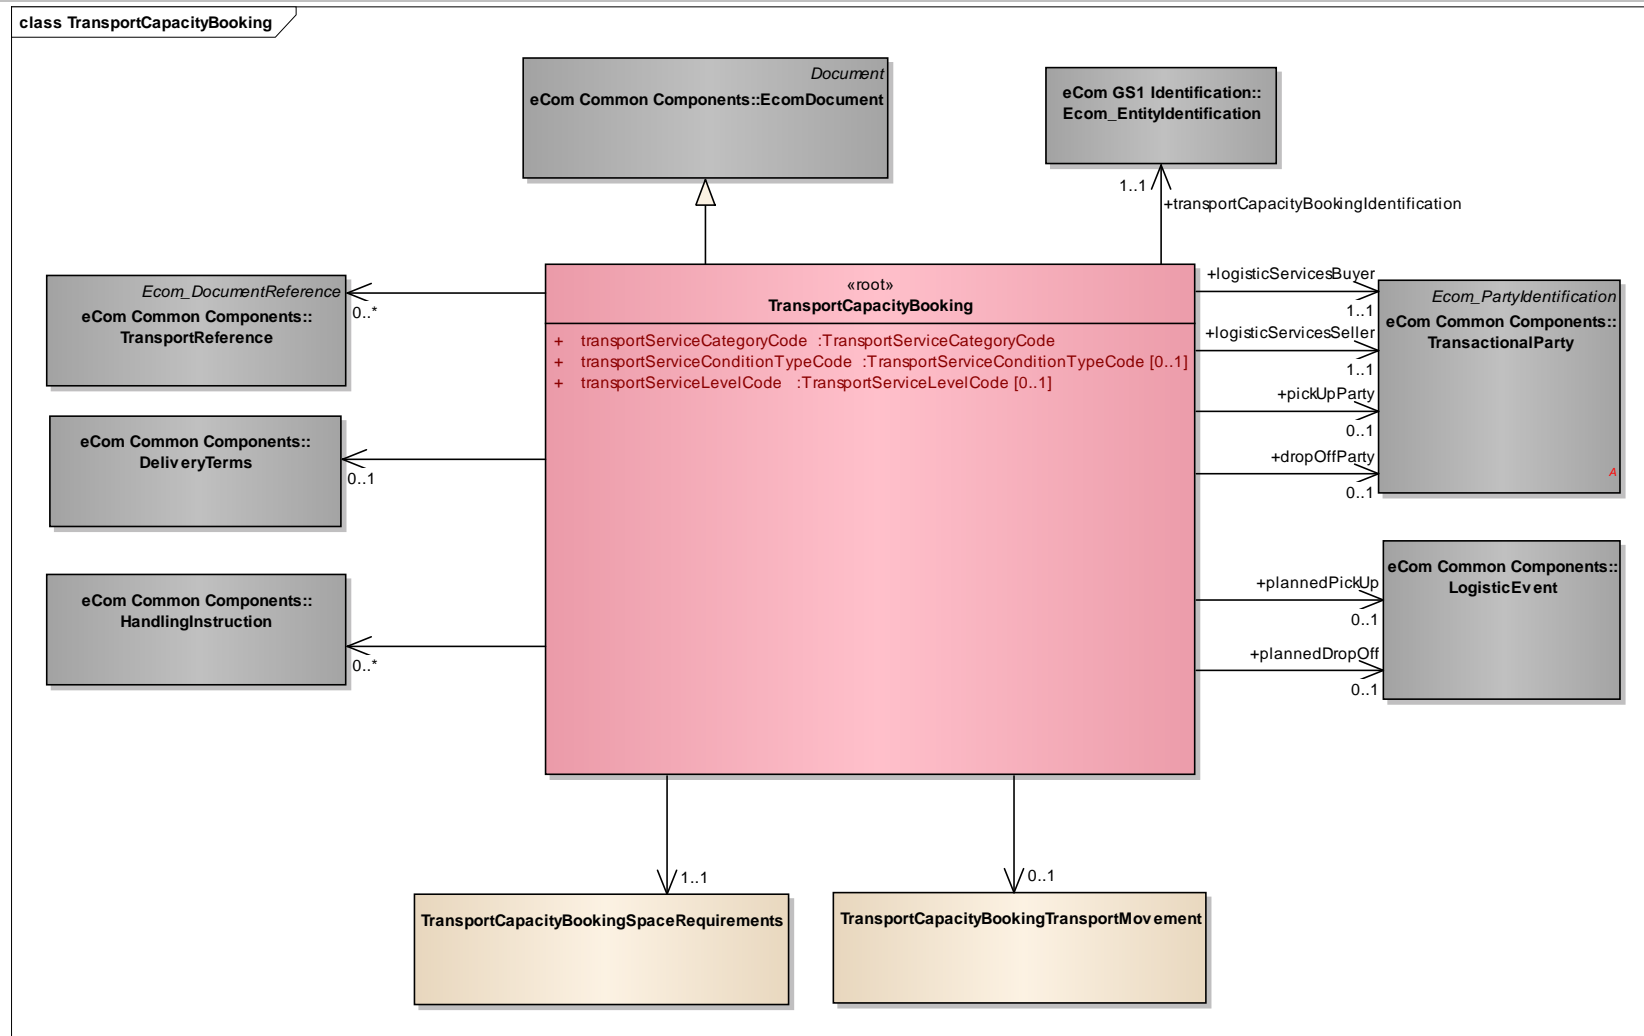 class TransportCapacityBooking
Document
eCom Common Components::EcomDocument
eCom GS1 Identification::
Ecom_EntityIdentification
1..1
+transportCapacityBookingIdentification
Ecom_DocumentReference
eCom Common Components::
TransportReference
0..*
eCom Common Components::
DeliveryTerms
0..1
eCom Common Components::
HandlingInstruction
0..*
«root»
TransportCapacityBooking
+ transportServiceCategoryCode :TransportServiceCategoryCode
+ transportServiceConditionTypeCode :TransportServiceConditionTypeCode [0..1]
+ transportServiceLevelCode :TransportServiceLevelCode [0..1]
+logisticServicesBuyer
1..1
+logisticServicesSeller
1..1
+pickUpParty
0..1
+dropOffParty
0..1
Ecom_PartyIdentification
eCom Common Components::
TransactionalParty
A
+plannedPickUp
0..1
+plannedDropOff
0..1
eCom Common Components::
LogisticEvent
1..1
TransportCapacityBookingSpaceRequirements
0..1
TransportCapacityBookingTransportMovement